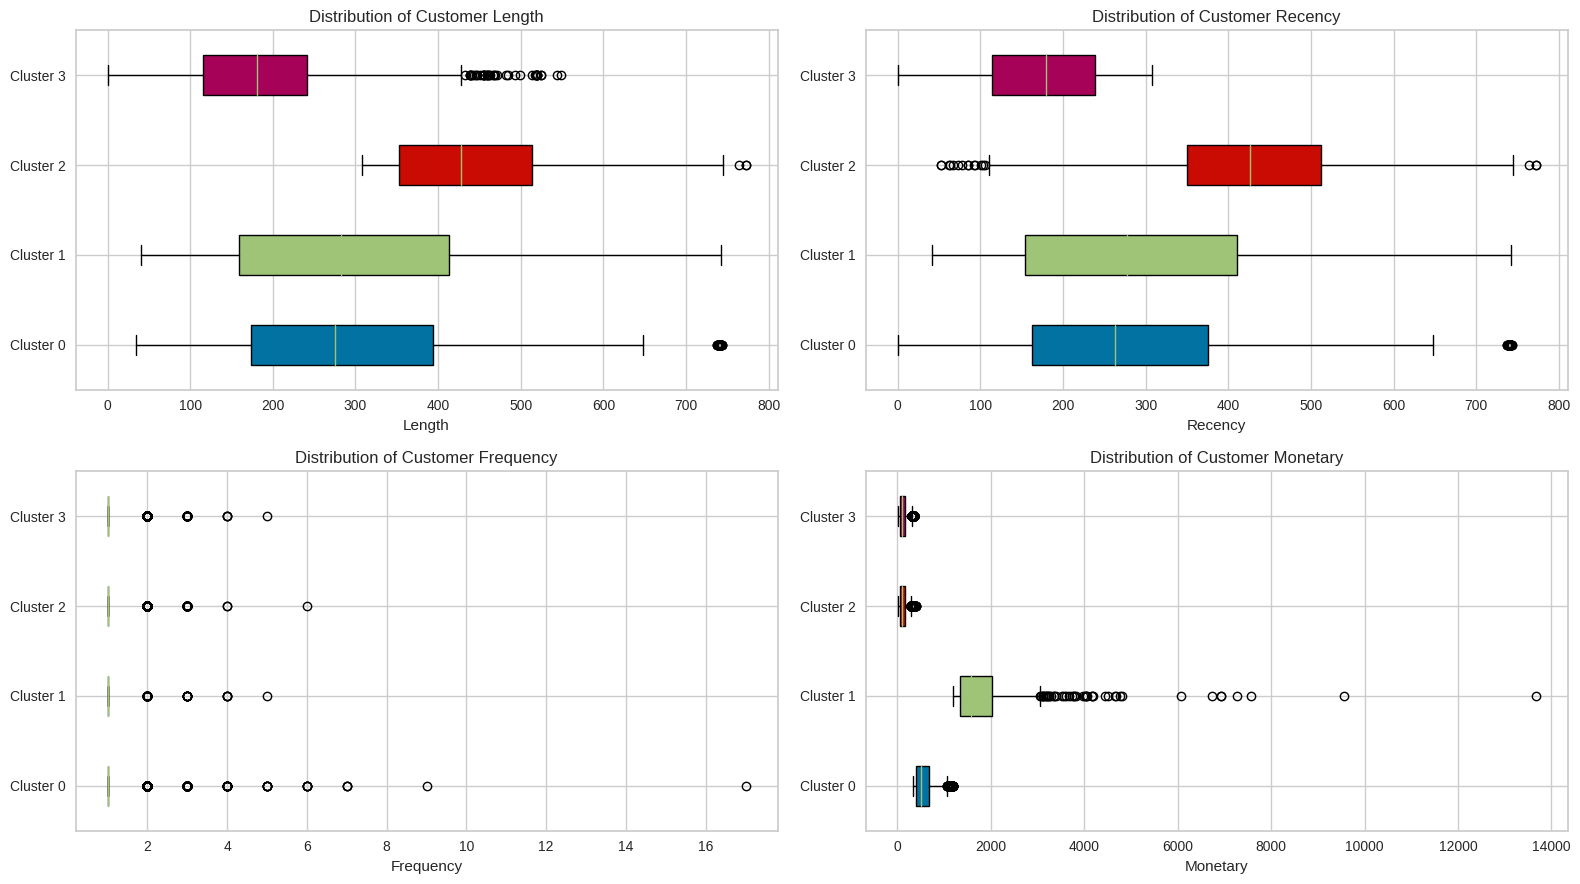 Distribution of Customer Length
Cluster 3
Cluster 2
Cluster 1
Cluster 0
0 100 200 300 400 500 600 700 800
Length
Distribution of Customer Recency
Cluster 3
Cluster 2
Cluster 1
Cluster 0
0 100 200 300 400 500 600 700 800
Recency
Distribution of Customer Frequency
Cluster 3
Cluster 2
Cluster 1
Cluster 0
2 4 6 8 10 12 14 16
Frequency
Distribution of Customer Monetary
Cluster 3
Cluster 2
Cluster 1
Cluster 0
0 2000 4000 6000 8000 10000 12000 14000
Monetary